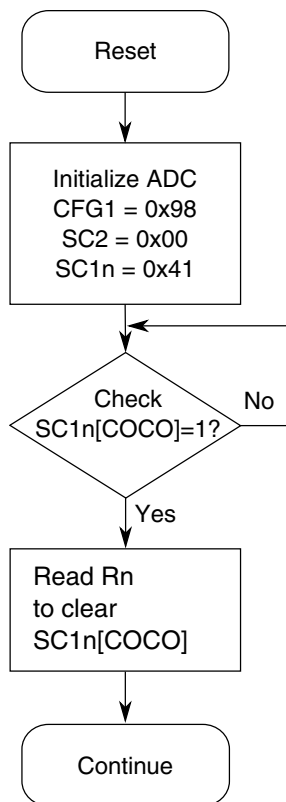 Reset
Initialize ADC
CFG1 = 0x98
SC2 = 0x00
SC1n = 0x41
Check
SC1n[COCO]=1?
No
Yes
Read Rn
to clear
SC1n[COCO]
Continue